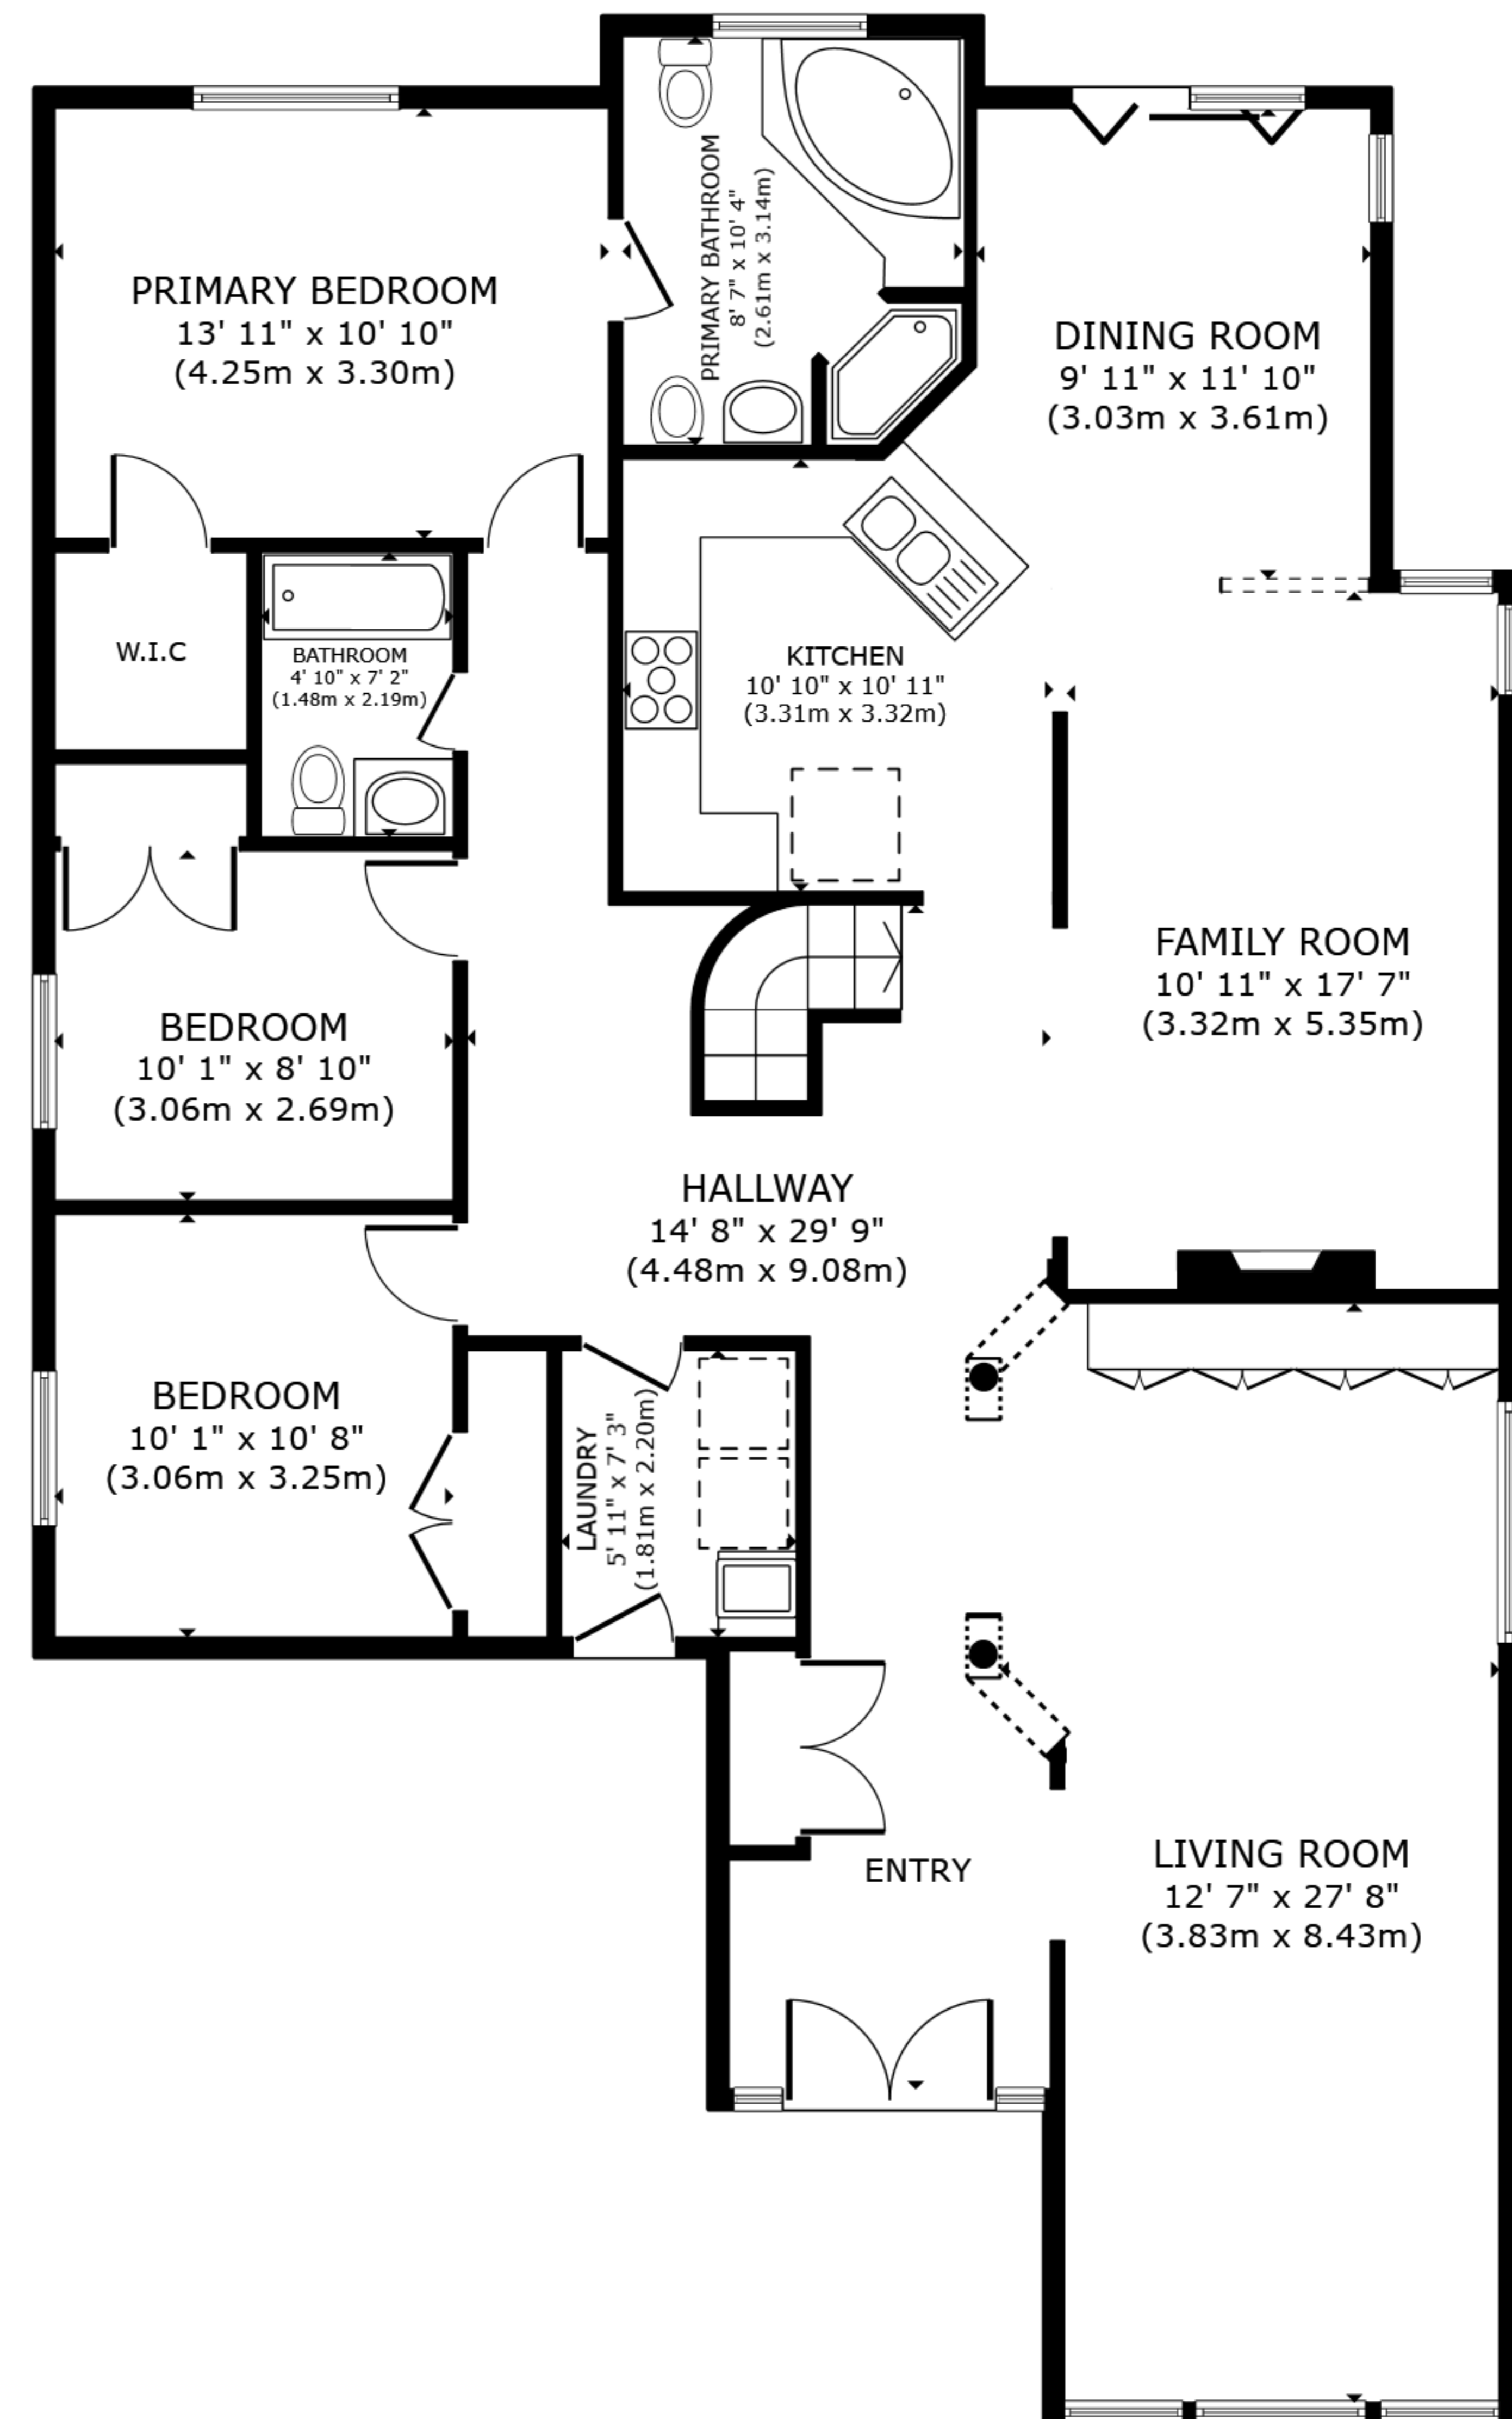 PRIMARY BEDROOM
13' 11" x 10' 10"
(4.25m x 3.30m)
PRIMARY BATHROOM
8' 7" x 10' 4"
(2.61m x 3.14m)
DINING ROOM
9' 11" x 11' 10"
(3.03m x 3.61m)
W.I.C
BATHROOM
4' 10" x 7' 2"
(1.48m x 2.19m)
KITCHEN
10' 10" x 10' 11"
(3.31m x 3.32m)
FAMILY ROOM
10' 11" x 17' 7"
(3.32m x 5.35m)
BEDROOM
10' 1" x 8' 10"
(3.06m x 2.69m)
HALLWAY
14' 8" x 29' 9"
(4.48m x 9.08m)
BEDROOM
10' 1" x 10' 8"
(3.06m x 3.25m)
LAUNDRY
5' 11" x 7' 3"
(1.81m x 2.20m)
ENTRY
LIVING ROOM
12' 7" x 27' 8"
(3.83m x 8.43m)